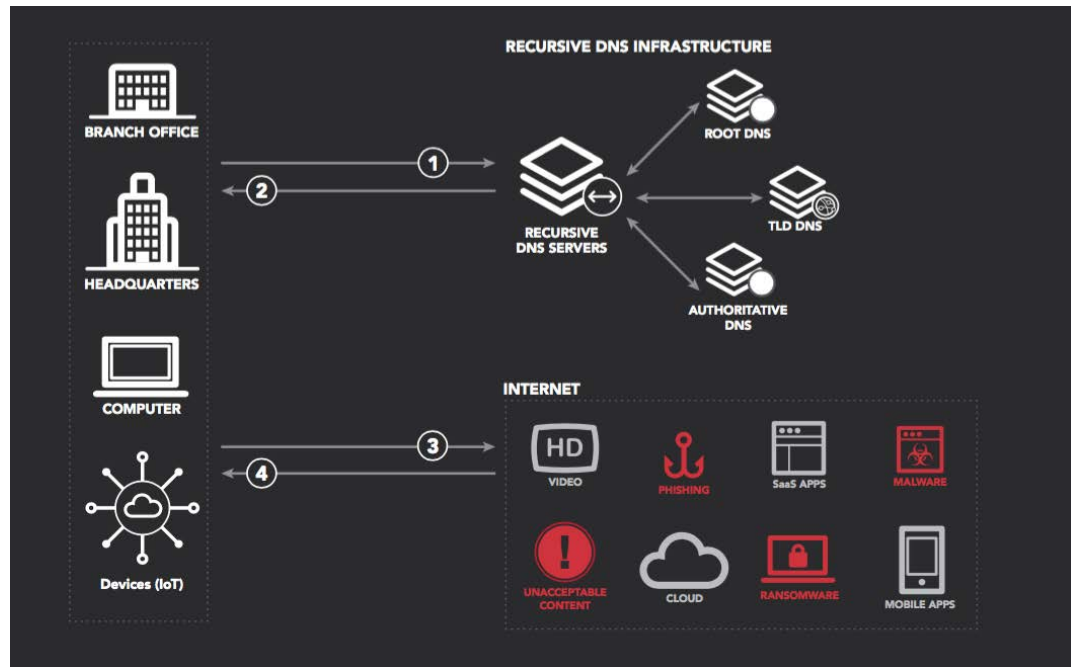 RECURSIVE DNS INFRASTRUCTURE
BRANCH OFFICE
HEADQUARTERS
COMPUTER
Devices (IoT)
1
2
RECURSIVE
DNS SERVERS
ROOT DNS
TLD DNS
AUTHORITATIVE
DNS
3
4
INTERNET
HD
VIDEO
PHISHING
SaaS APPS
MALWARE
!
UNACCEPTABLE
CONTENT
CLOUD
RANSOMWARE
MOBILE APPS